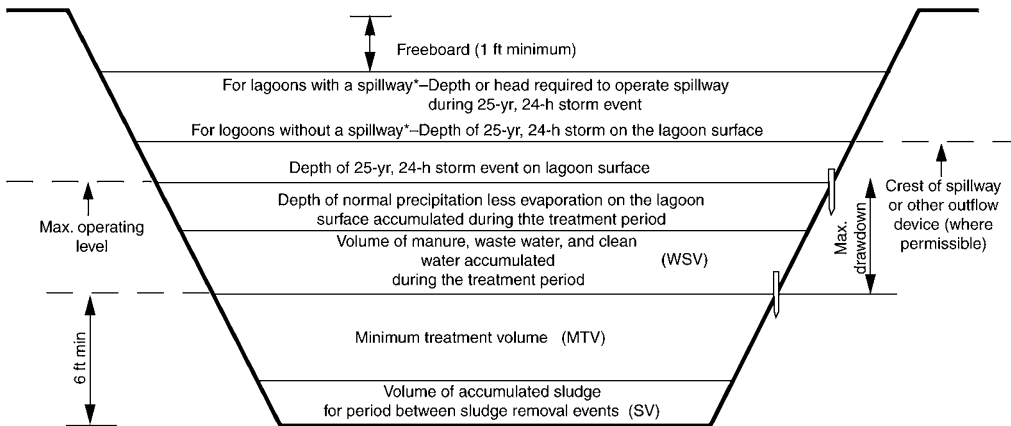 Freeboard (1 ft minimum)
For lagoons with a spillway*–Depth or head required to operate spillway
during 25-yr, 24-h storm event
For logoons without a spillway*–Depth of 25-yr, 24-h storm on the lagoon surface
Depth of 25-yr, 24-h storm event on lagoon surface
Crest of spillway
or other outflow
device (where
permissible)
Max. operating
level
Depth of normal precipitation less evaporation on the lagoon
surface accumulated during thte treatment period
Max.
drawdown
Volume of manure, waste water, and clean
water accumulated
during the treatment period
(WSV)
6 ft min
Minimum treatment volume (MTV)
Volume of accumulated sludge
for period between sludge removal events (SV)